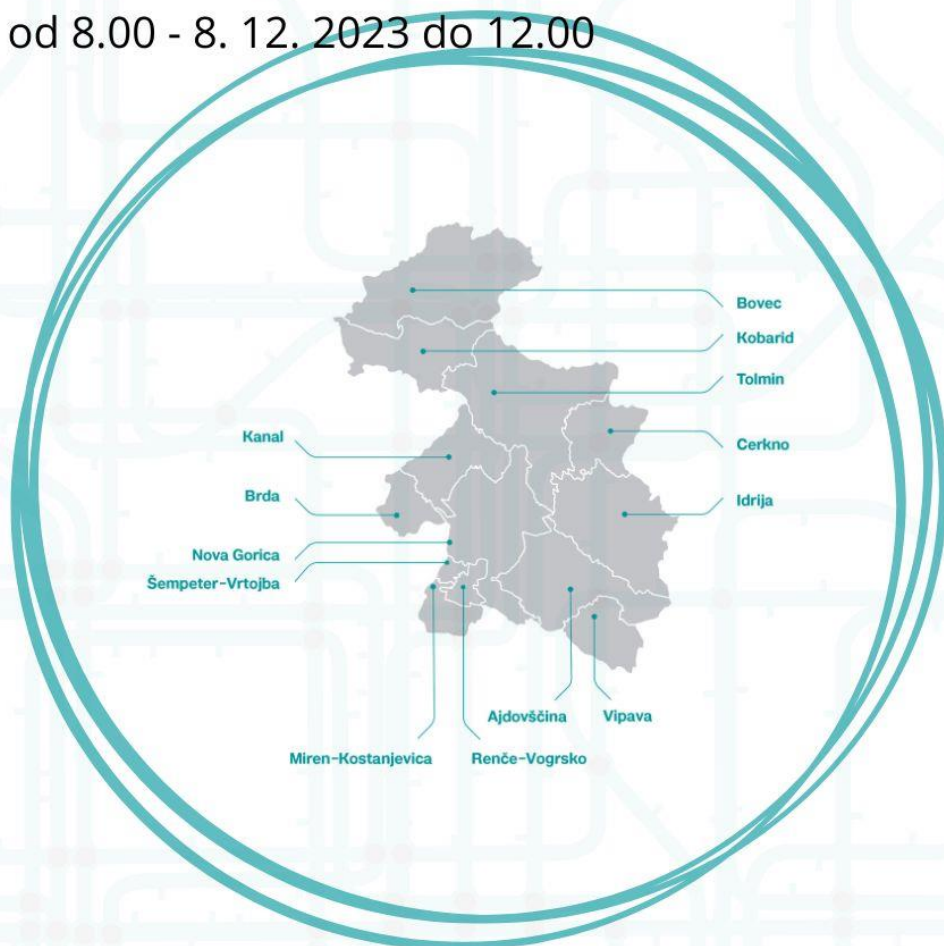 od 8.00 - 8. 12. 2023 do 12.00
Bovec
Kobarid
Tolmin
Kanal
Cerkno
Brda
Idrija
Nova Gorica
Šempeter-Vrtojba
Ajdovščina
Vipava
Miren-Kostanjevica
Renče-Vogrsko